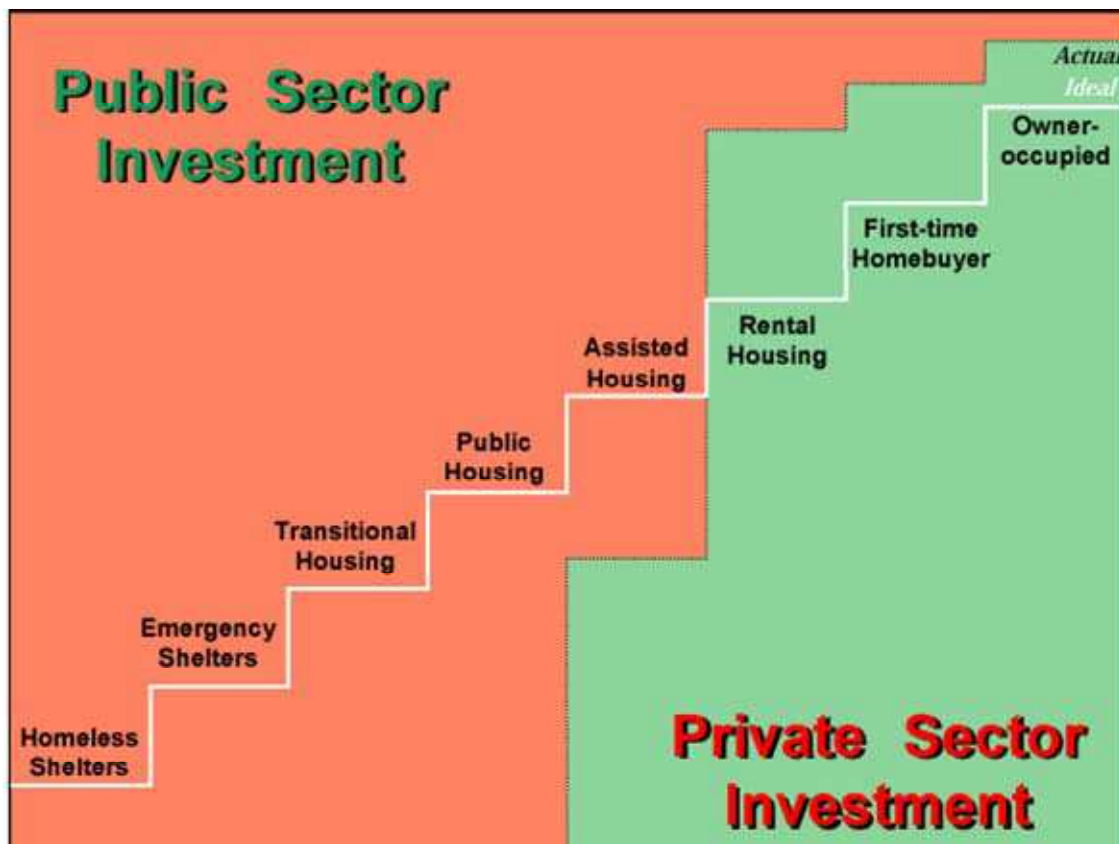 Public Sector
Investment
Actual
Ideal
Owner-
occupied
First-time
Homebuyer
Rental
Housing
Assisted
Housing
Public
Housing
Transitional
Housing
Emergency
Shelters
Homeless
Shelters
Private Sector
Investment